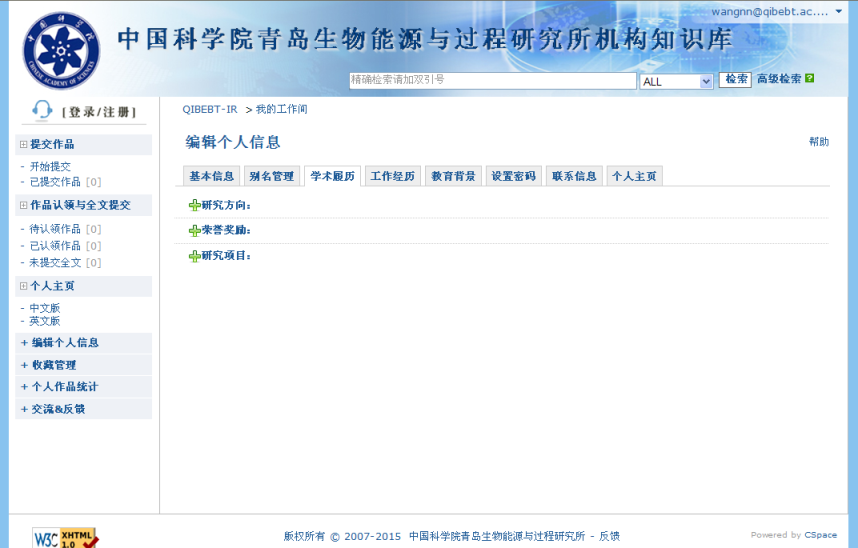 wangnn@qibebt.ac....
中国科学院
CHINESE ACADEMY OF SCIENCES
中国科学院青岛生物能源与过程研究所机构知识库
精确检索请加双引号 ALL 检索 高级检索 ?
[登录/注册]
QIBEBT-IR > 我的工作间
编辑个人信息 帮助
基本信息 别名管理 学术履历 工作经历 教育背景 设置密码 联系信息 个人主页
研究方向:
荣誉奖励:
研究项目:
提交作品
- 开始提交
- 已提交作品 [0]
作品认领与全文提交
- 待认领作品 [0]
- 已认领作品 [0]
- 未提交全文 [0]
个人主页
- 中文版
- 英文版
+ 编辑个人信息
+ 收藏管理
+ 个人作品统计
+ 交流&反馈
W3C XHTML 1.0
版权所有 © 2007-2015 中国科学院青岛生物能源与过程研究所 - 反馈
Powered by CSpace